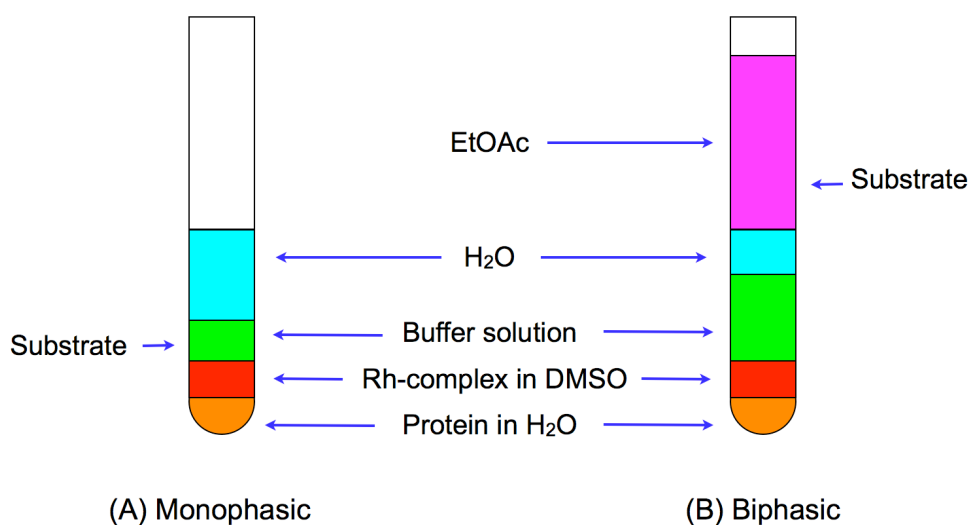 EtOAc
Substrate
H₂O
Buffer solution
Substrate
Rh-complex in DMSO
Protein in H₂O
(A) Monophasic
(B) Biphasic